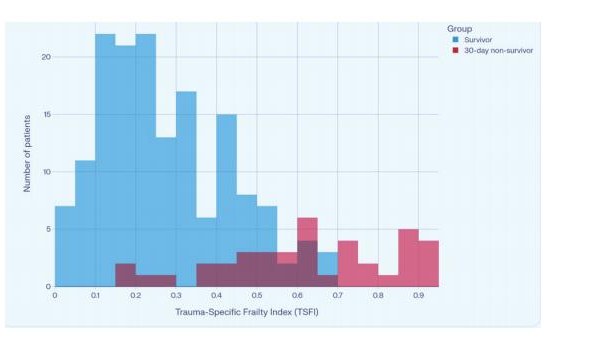 Group
Survivor
30-day non-survivor
Number of patients
20
15
10
5
0
0 0.1 0.2 0.3 0.4 0.5 0.6 0.7 0.8 0.9
Trauma-Specific Frailty Index (TSFI)